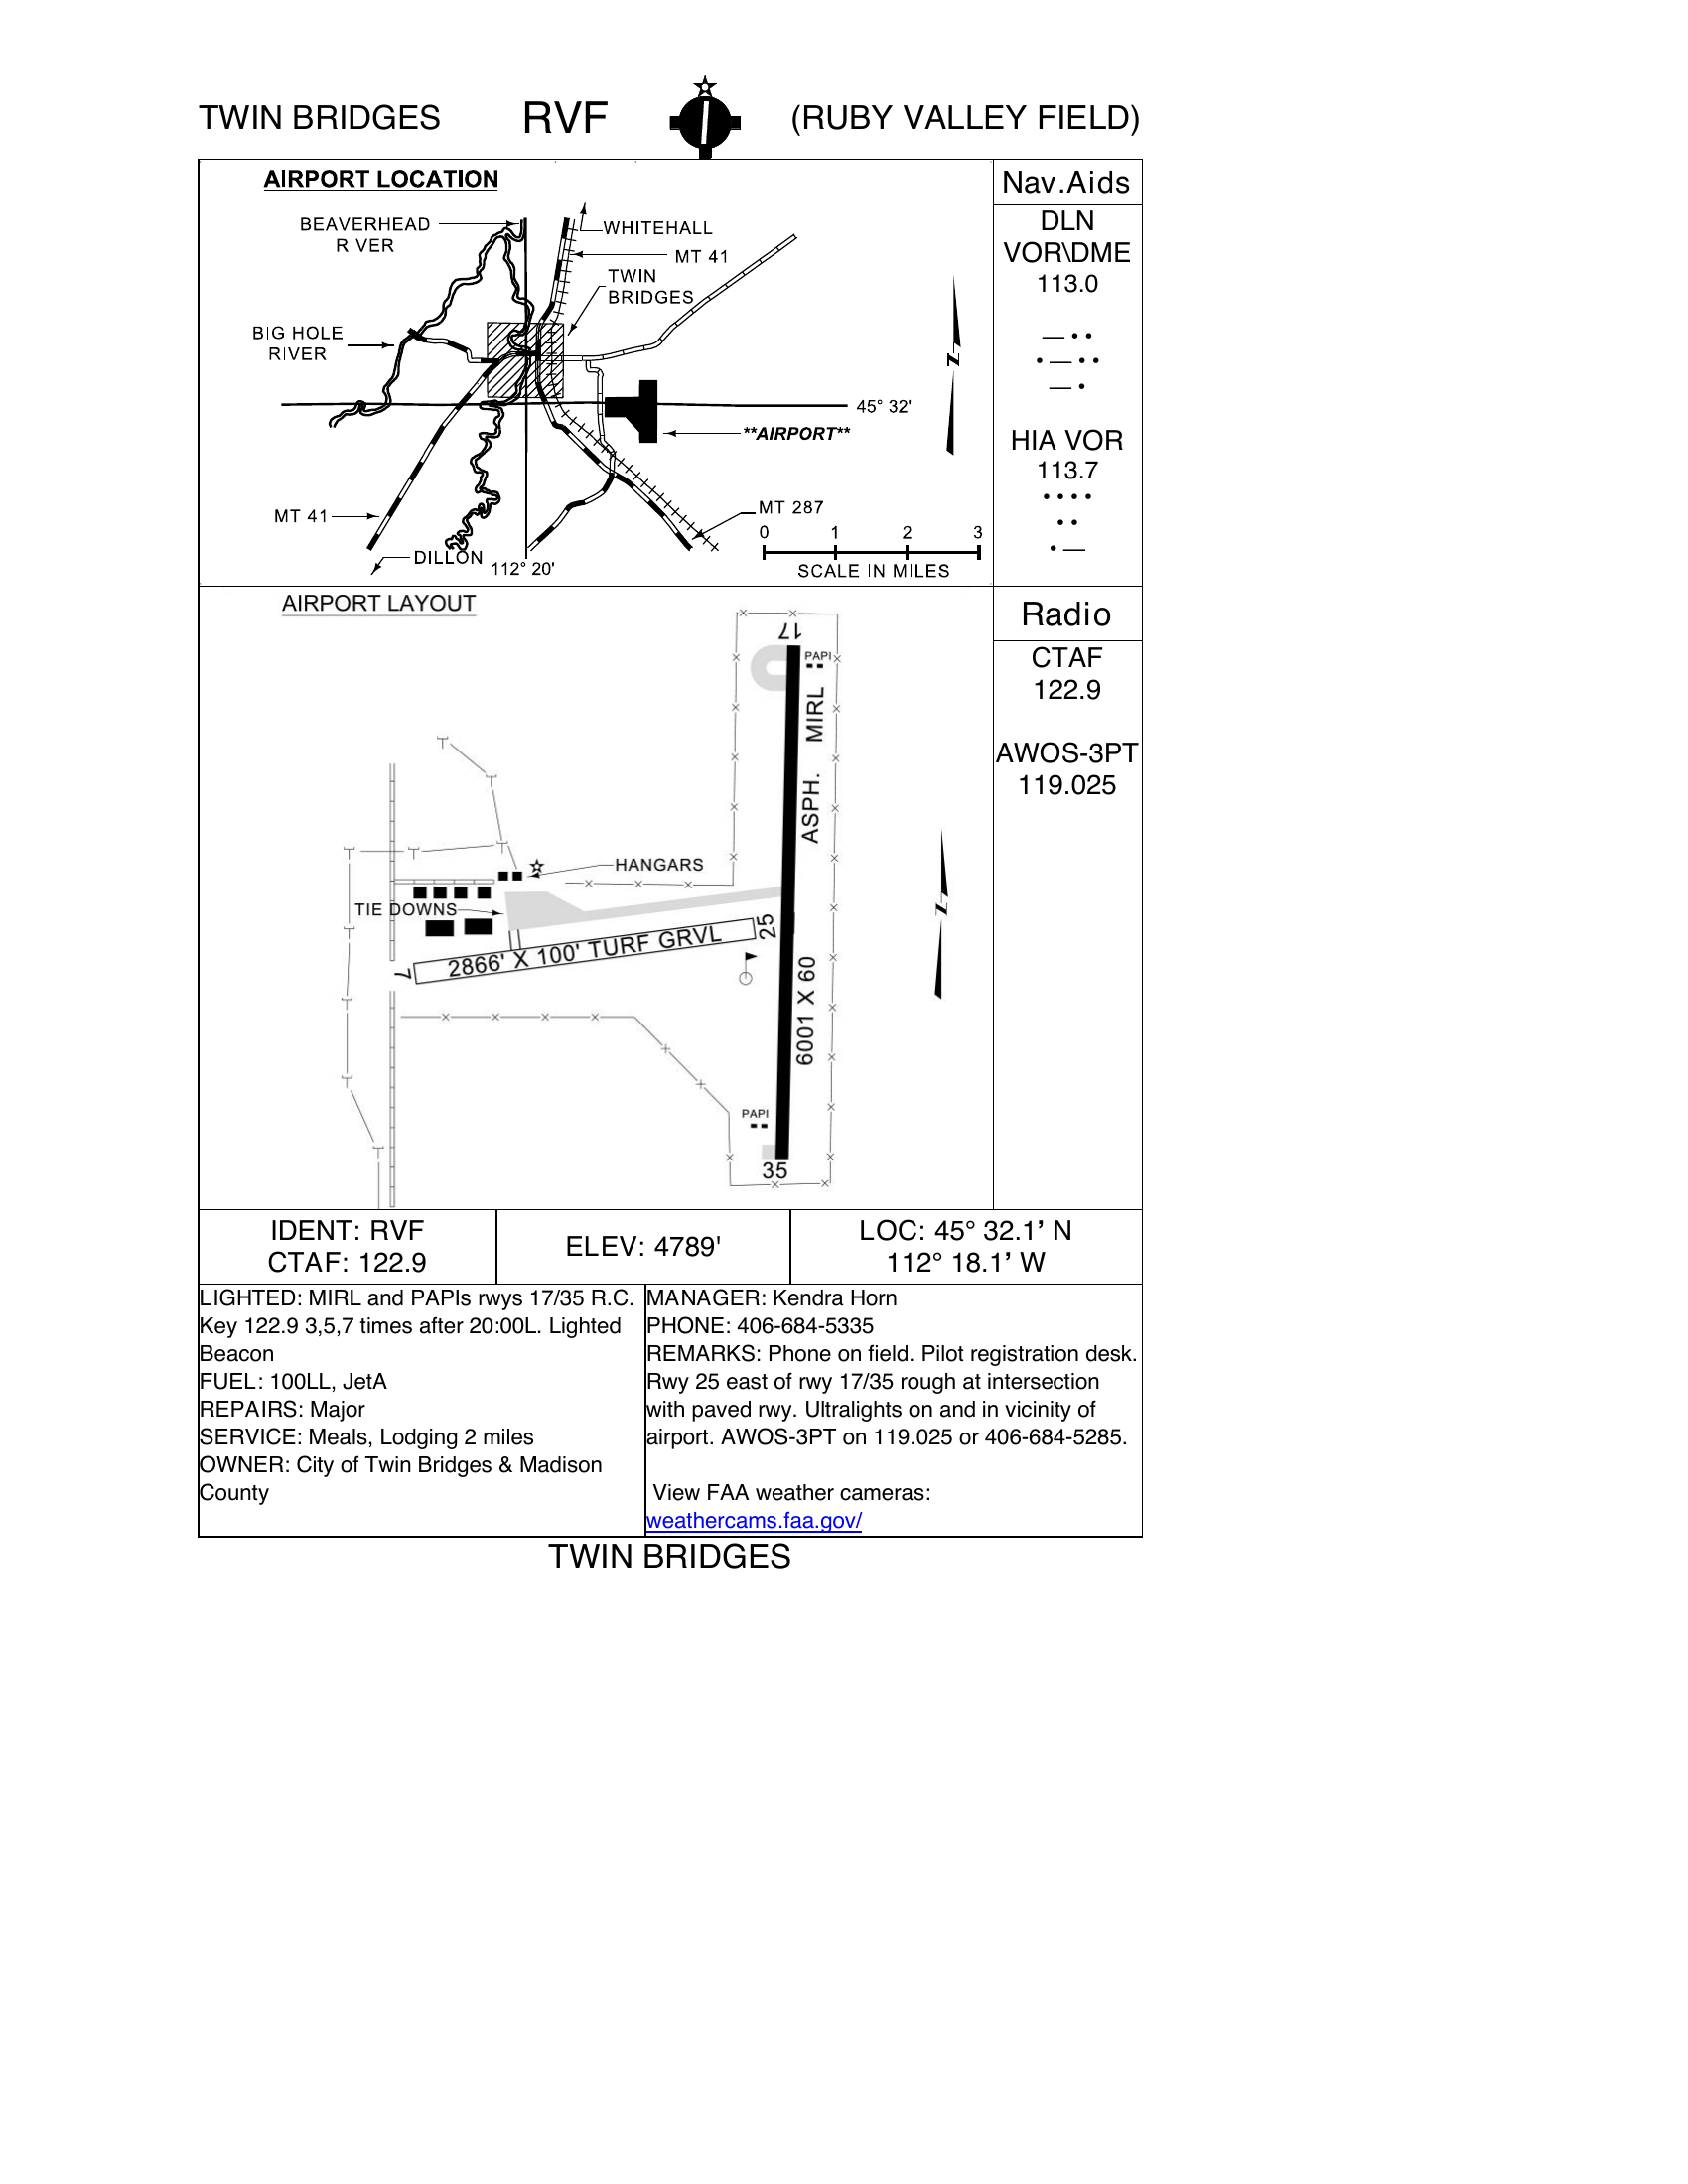 TWIN BRIDGES RVF (RUBY VALLEY FIELD)
AIRPORT LOCATION
BEAVERHEAD
RIVER
WHITEHALL
MT 41
TWIN
BRIDGES
BIG HOLE
RIVER
N
45° 32'
**AIRPORT**
MT 41
MT 287
DILLON
112° 20'
0 1 2 3
SCALE IN MILES
Nav.Aids
DLN
VOR\DME
113.0
— • •
• — • •
— •
HIA VOR
113.7
• • • •
• •
• —
AIRPORT LAYOUT
17
PAPI
MIRL
ASPH.
HANGARS
TIE DOWNS
25
2866' X 100' TURF GRVL
7
6001 X 60
N
PAPI
35
Radio
CTAF
122.9
AWOS-3PT
119.025
IDENT: RVF
CTAF: 122.9
ELEV: 4789'
LOC: 45° 32.1’ N
112° 18.1’ W
LIGHTED: MIRL and PAPIs rwys 17/35 R.C.
Key 122.9 3,5,7 times after 20:00L. Lighted
Beacon
FUEL: 100LL, JetA
REPAIRS: Major
SERVICE: Meals, Lodging 2 miles
OWNER: City of Twin Bridges & Madison
County
MANAGER: Kendra Horn
PHONE: 406-684-5335
REMARKS: Phone on field. Pilot registration desk.
Rwy 25 east of rwy 17/35 rough at intersection
with paved rwy. Ultralights on and in vicinity of
airport. AWOS-3PT on 119.025 or 406-684-5285.
View FAA weather cameras:
weathercams.faa.gov/
TWIN BRIDGES